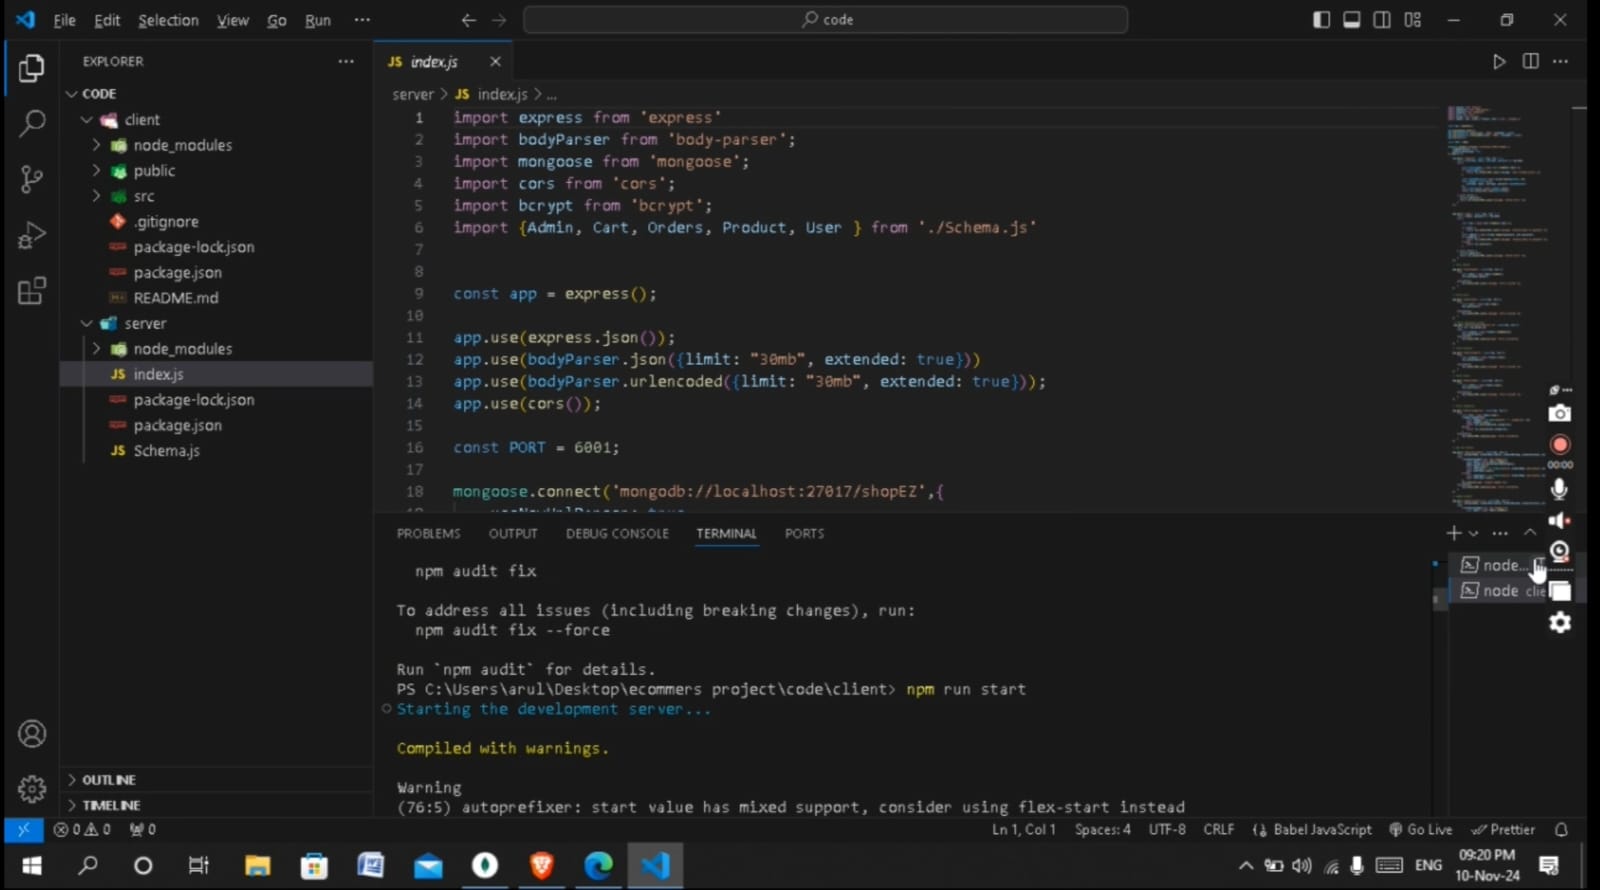 File Edit Selection View Go Run ···
code
EXPLORER ···
CODE
client
node_modules
public
src
.gitignore
package-lock.json
package.json
README.md
server
node_modules
JS index.js
package-lock.json
package.json
JS Schema.js
OUTLINE
TIMELINE
JS index.js
server > JS index.js > ...
1 import express from 'express'
2 import bodyParser from 'body-parser';
3 import mongoose from 'mongoose';
4 import cors from 'cors';
5 import bcrypt from 'bcrypt';
6 import {Admin, Cart, Orders, Product, User } from './Schema.js'
7
8
9 const app = express();
10
11 app.use(express.json());
12 app.use(bodyParser.json({limit: "30mb", extended: true}))
13 app.use(bodyParser.urlencoded({limit: "30mb", extended: true}));
14 app.use(cors());
15
16 const PORT = 6001;
17
18 mongoose.connect('mongodb://localhost:27017/shopEZ',{
00:00
PROBLEMS OUTPUT DEBUG CONSOLE TERMINAL PORTS
npm audit fix
To address all issues (including breaking changes), run:
npm audit fix --force
Run `npm audit` for details.
PS C:\Users\arul\Desktop\ecommers project\code\client> npm run start
Starting the development server...
Compiled with warnings.
Warning
(76:5) autoprefixer: start value has mixed support, consider using flex-start instead
node...
node clie
0 0 0 Ln 1, Col 1 Spaces: 4 UTF-8 CRLF Babel JavaScript Go Live Prettier
ENG
09:20 PM
10-Nov-24